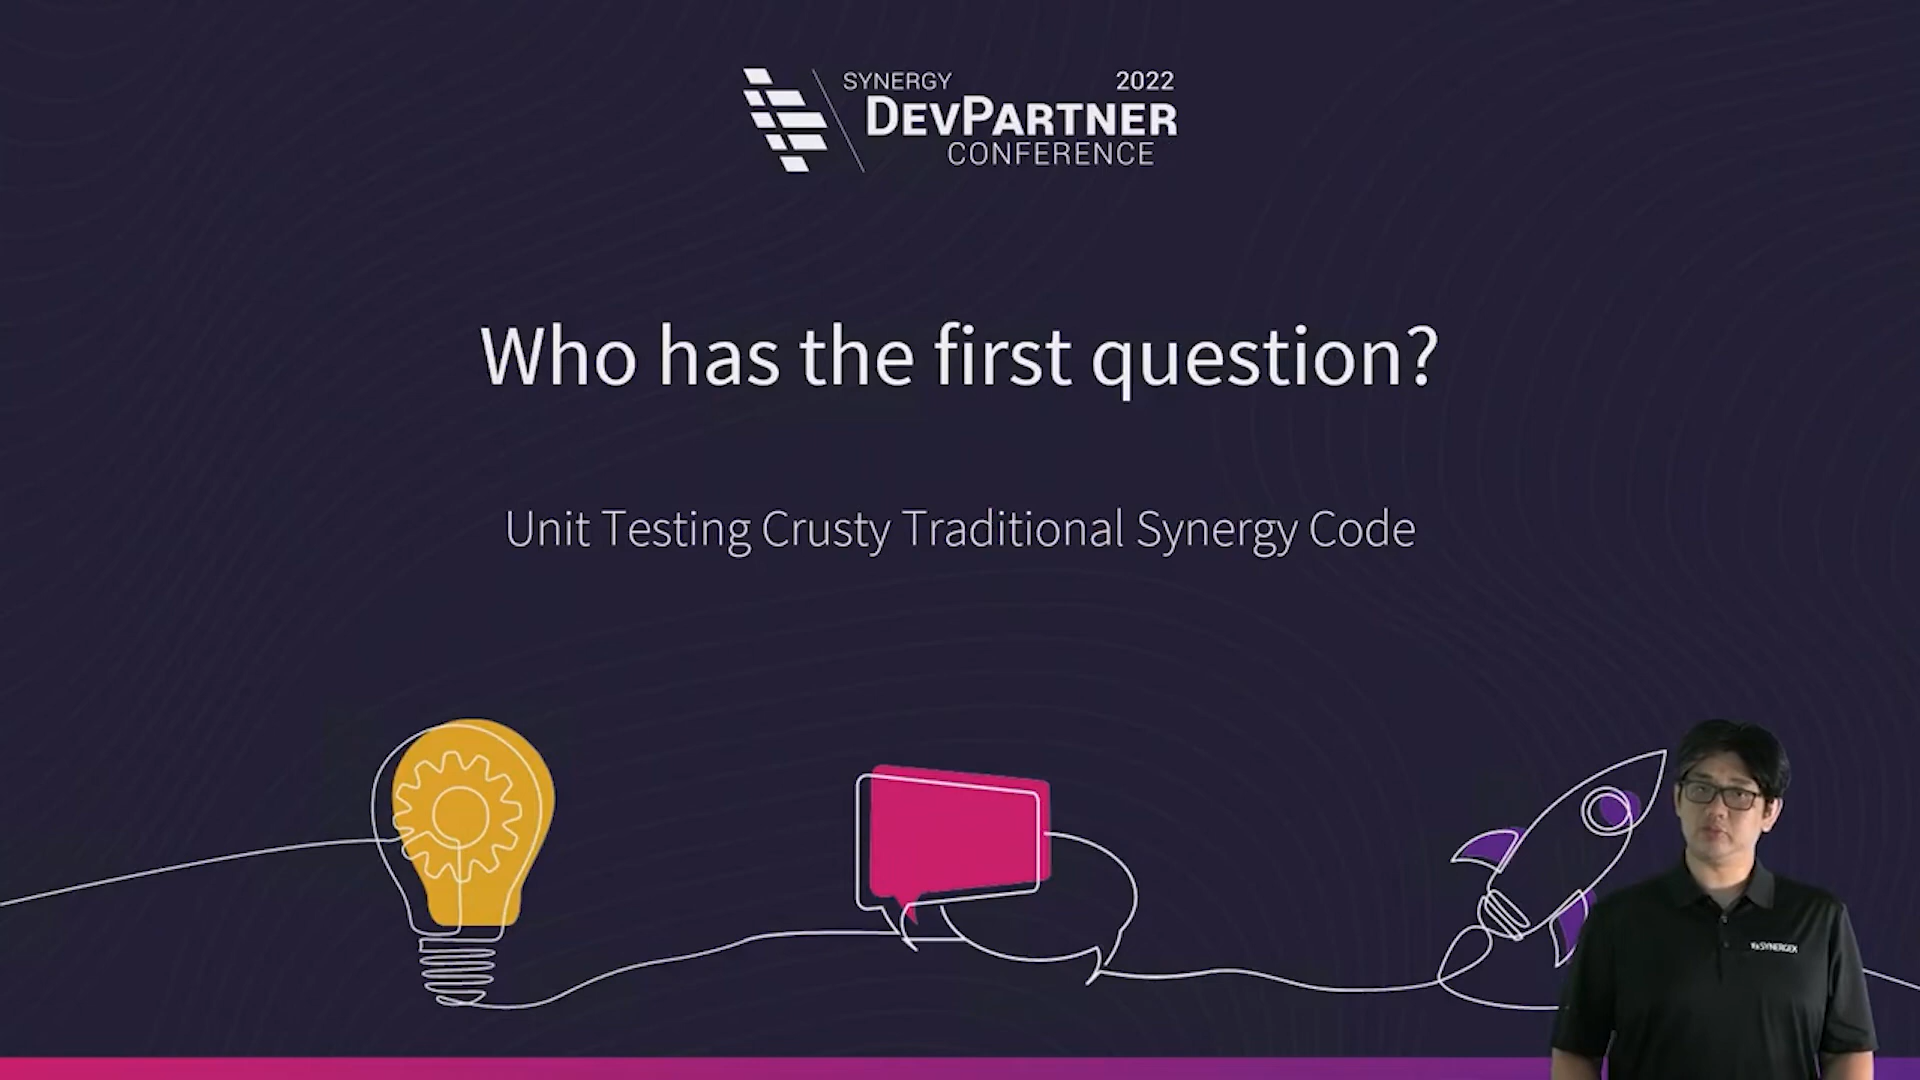 SYNERGY 2022
DEVPARTNER
CONFERENCE
Who has the first question?
Unit Testing Crusty Traditional Synergy Code
SYNERGEX